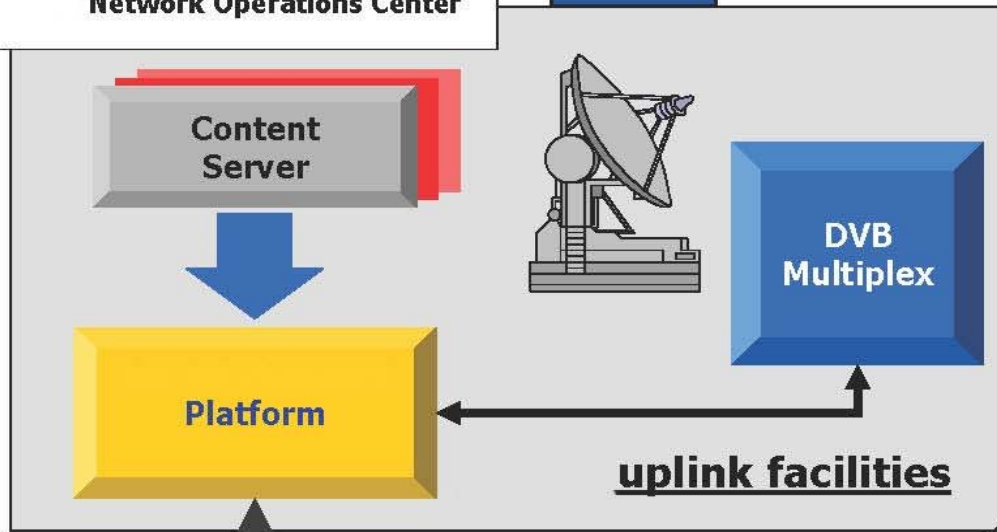 Network Operations Center
Content
Server
DVB
Multiplex
Platform
uplink facilities